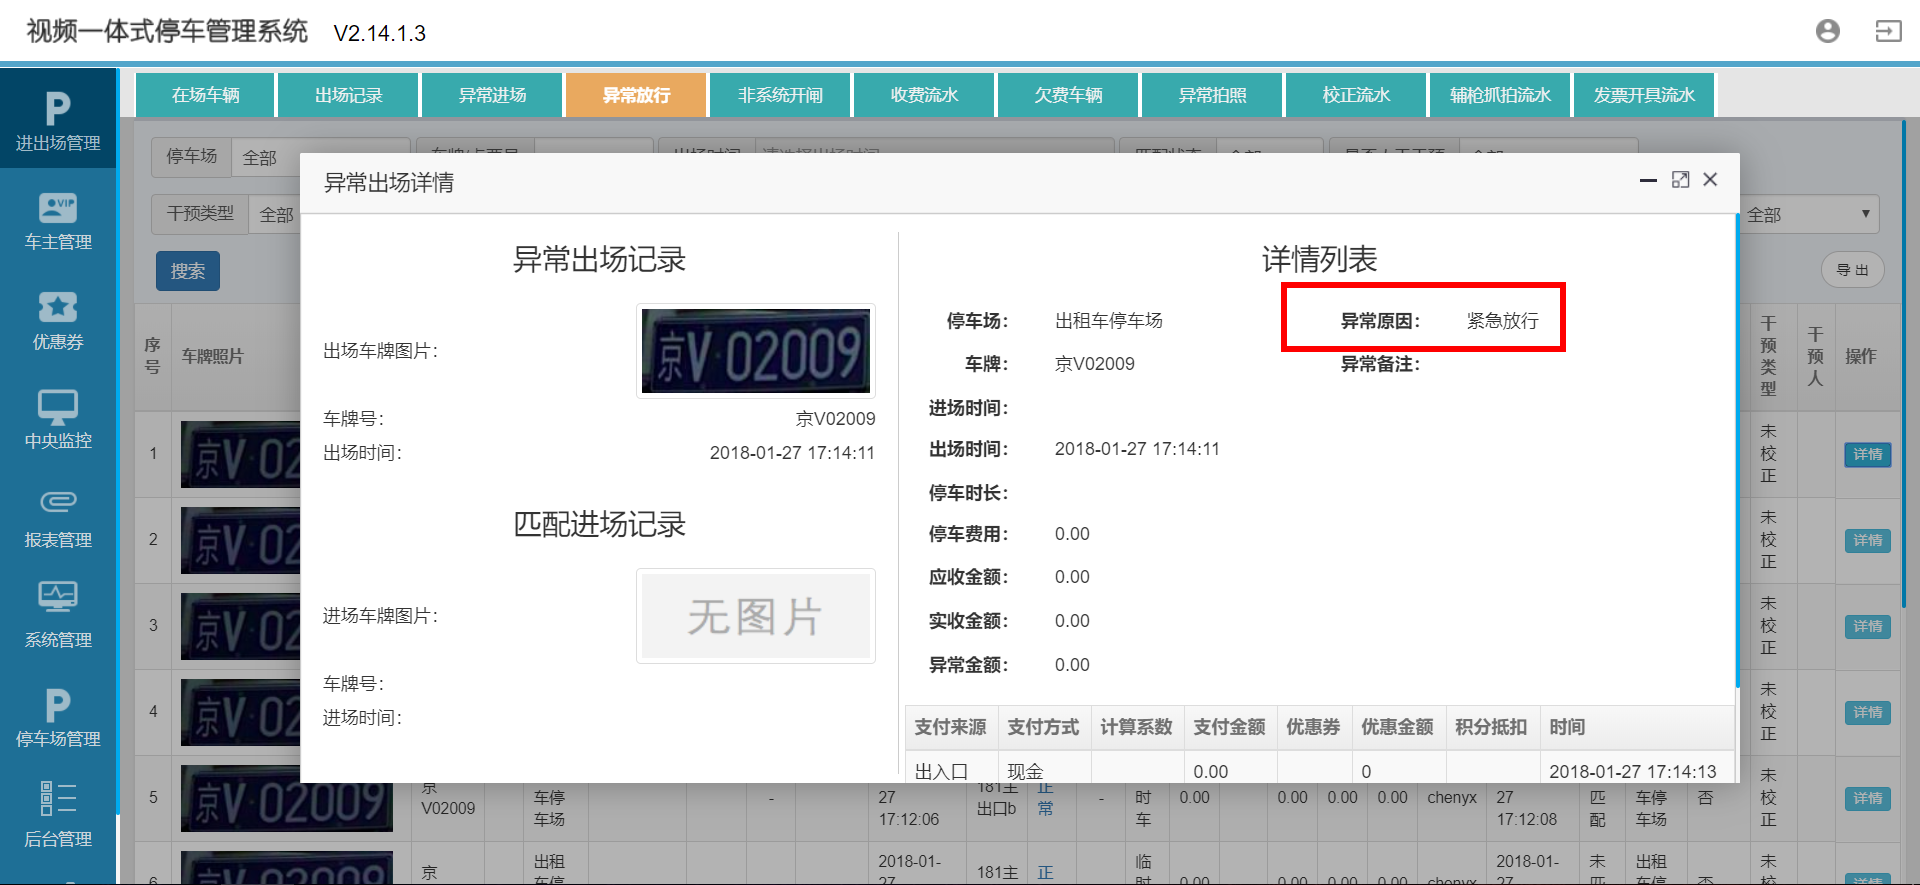 视频一体式停车管理系统 V2.14.1.3
在场车辆 出场记录 异常进场 异常放行 非系统开闸 收费流水 欠费车辆 异常拍照 校正流水 辅枪抓拍流水 发票开具流水
进出场管理
车主管理
优惠券
中央监控
报表管理
系统管理
停车场管理
后台管理
停车场 全部
干预类型 全部
全部
搜索
导出
序号 车牌照片 干预类型 干预人 操作
异常出场详情
异常出场记录
出场车牌图片：
京V·02009
车牌号： 京V02009
出场时间： 2018-01-27 17:14:11
匹配进场记录
进场车牌图片：
无图片
车牌号：
进场时间：
详情列表
停车场： 出租车停车场 异常原因： 紧急放行
车牌： 京V02009 异常备注：
进场时间：
出场时间： 2018-01-27 17:14:11
停车时长：
停车费用： 0.00
应收金额： 0.00
实收金额： 0.00
异常金额： 0.00
支付来源 支付方式 计算系数 支付金额 优惠券 优惠金额 积分抵扣 时间
出入口 现金 0.00 0 2018-01-27 17:14:13
1 京V·02 未校正 详情
2 京V·02 未校正 详情
3 京V·02 未校正 详情
4 京V·02 未校正 详情
5 京V·02009 京V02009 车停车场 - 27 17:12:06 181主出口b 正常 - 时车 0.00 0.00 0.00 0.00 chenyx 27 17:12:08 匹配 车停车场 否 未校正 详情
6 京 出租车停 2018-01-27 181主 正 临时 0.00 0.00 0.00 0.00 chenyx 2018-01-27 未匹 出租车停 否 未校 详情